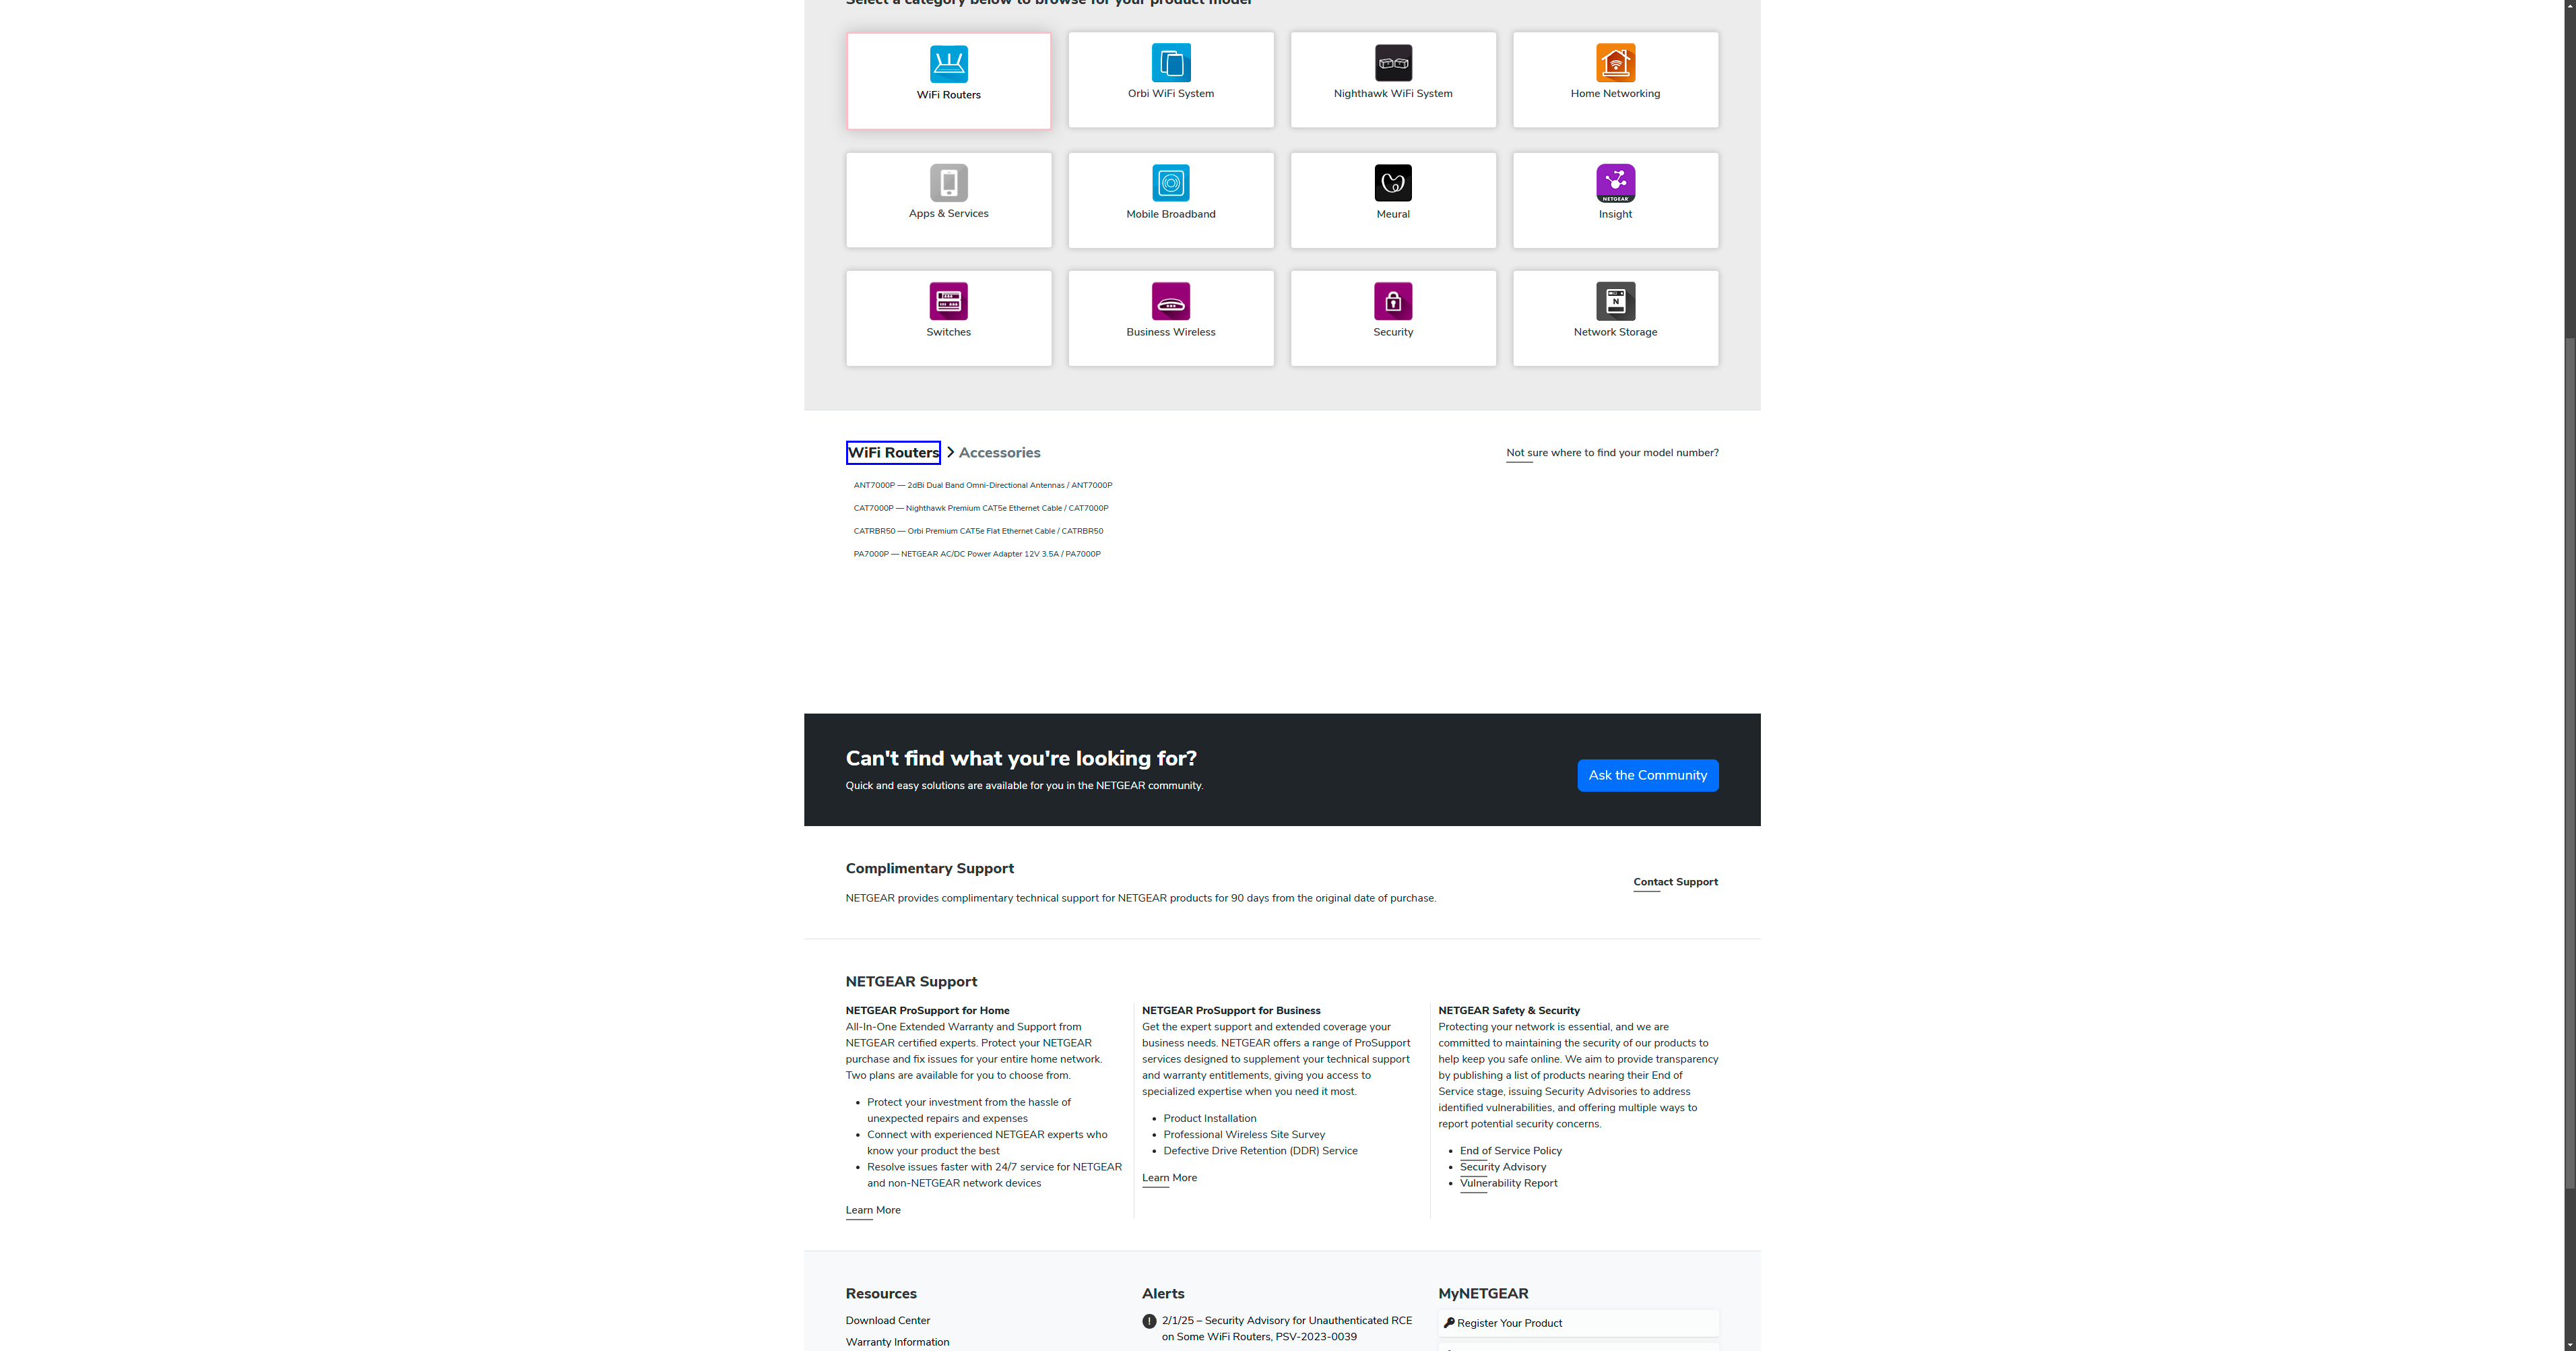 Select a category below to browse for your product model
WiFi Routers
Orbi WiFi System
Nighthawk WiFi System
Home Networking
Apps & Services
Mobile Broadband
Meural
NETGEAR
Insight
Switches
Business Wireless
Security
N
Network Storage
WiFi Routers > Accessories
Not sure where to find your model number?
ANT7000P — 2dBi Dual Band Omni-Directional Antennas / ANT7000P
CAT7000P — Nighthawk Premium CAT5e Ethernet Cable / CAT7000P
CATRBR50 — Orbi Premium CAT5e Flat Ethernet Cable / CATRBR50
PA7000P — NETGEAR AC/DC Power Adapter 12V 3.5A / PA7000P
Can't find what you're looking for?
Quick and easy solutions are available for you in the NETGEAR community.
Ask the Community
Complimentary Support
NETGEAR provides complimentary technical support for NETGEAR products for 90 days from the original date of purchase.
Contact Support
NETGEAR Support
NETGEAR ProSupport for Home
All-In-One Extended Warranty and Support from
NETGEAR certified experts. Protect your NETGEAR
purchase and fix issues for your entire home network.
Two plans are available for you to choose from.
• Protect your investment from the hassle of
unexpected repairs and expenses
• Connect with experienced NETGEAR experts who
know your product the best
• Resolve issues faster with 24/7 service for NETGEAR
and non-NETGEAR network devices
Learn More
NETGEAR ProSupport for Business
Get the expert support and extended coverage your
business needs. NETGEAR offers a range of ProSupport
services designed to supplement your technical support
and warranty entitlements, giving you access to
specialized expertise when you need it most.
• Product Installation
• Professional Wireless Site Survey
• Defective Drive Retention (DDR) Service
Learn More
NETGEAR Safety & Security
Protecting your network is essential, and we are
committed to maintaining the security of our products to
help keep you safe online. We aim to provide transparency
by publishing a list of products nearing their End of
Service stage, issuing Security Advisories to address
identified vulnerabilities, and offering multiple ways to
report potential security concerns.
• End of Service Policy
• Security Advisory
• Vulnerability Report
Resources
Download Center
Warranty Information
Alerts
2/1/25 – Security Advisory for Unauthenticated RCE
on Some WiFi Routers, PSV-2023-0039
MyNETGEAR
Register Your Product